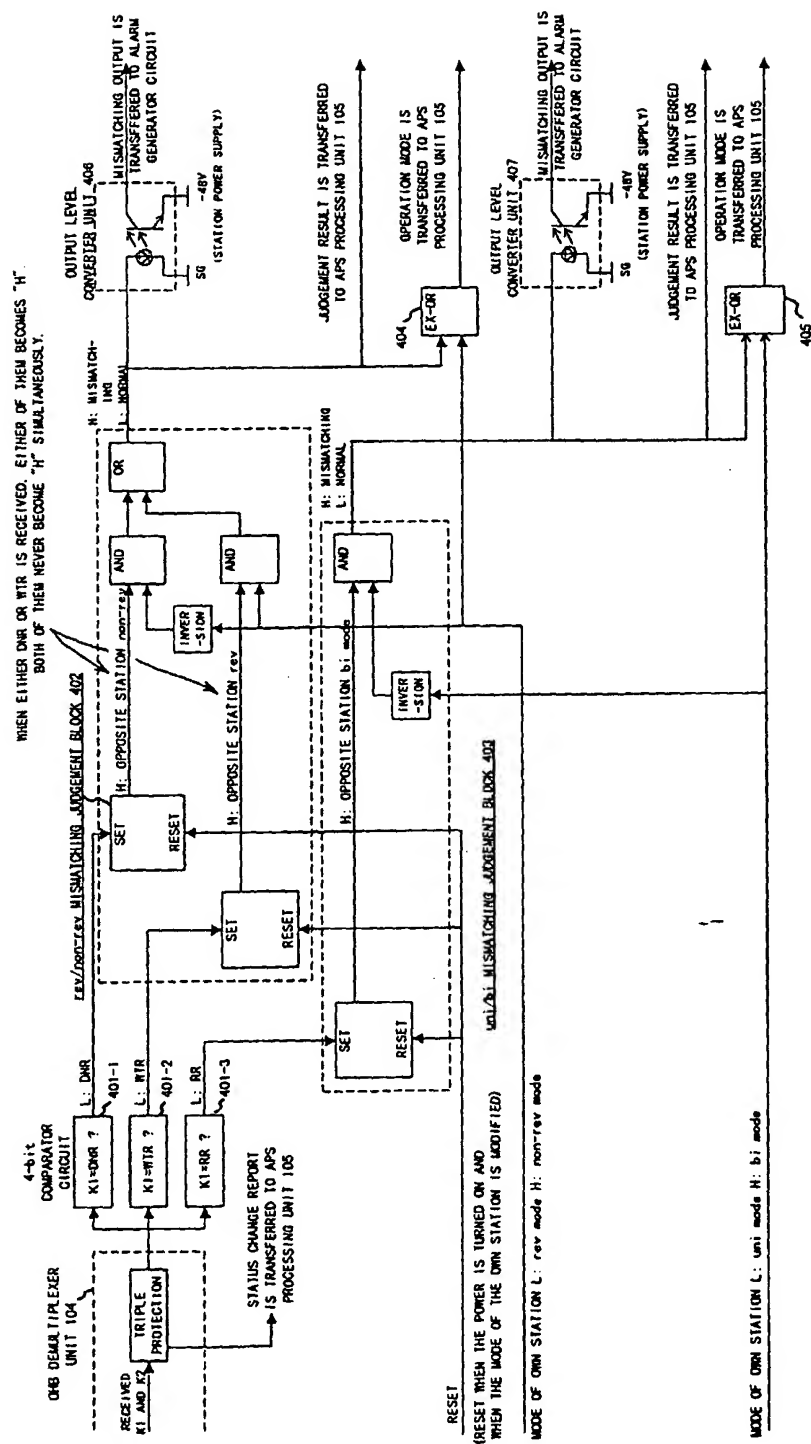 WHEN EITHER DNR OR WTR IS RECEIVED. EITHER OF THEM BECOMES "H".
BOTH OF THEM NEVER BECOME "H" SIMULTANEOUSLY.
OHB DEMULTIPLEXER
UNIT 104
RECEIVED
K1 AND K2
TRIPLE
PROTECTION
STATUS CHANGE REPORT
IS TRANSFERRED TO APS
PROCESSING UNIT 105
4-bit
COMPARATOR
CIRCUIT
K1=DNR ?
K1=WTR ?
K1=RR ?
L: DNR
401-1
L: WTR
401-2
L: RR
401-3
rev/non-rev MISMATCHING JUDGEMENT BLOCK 402
SET
RESET
H: OPPOSITE STATION non-rev
SET
RESET
H: OPPOSITE STATION rev
INVER
-SION
AND
AND
OR
H: MISMATCH-
ING
L: NORMAL
OUTPUT LEVEL
CONVERTER UNIT 406
SG
-48V
(STATION POWER SUPPLY)
MISMATCHING OUTPUT IS
TRANSFFERED TO ALARM
GENERATOR CIRCUIT
JUDGEMENT RESULT IS TRANSFERRED
TO APS PROCESSING UNIT 105
404
EX-OR
OPERATION MODE IS
TRANSFERRED TO APS
PROCESSING UNIT 105
SET
RESET
H: OPPOSITE STATION bi mode
INVER
-SION
AND
H: MISMATCHING
L: NORMAL
uni/bi MISMATCHING JUDGEMENT BLOCK 403
OUTPUT LEVEL
CONVERTER UNIT 407
SG
-48V
(STATION POWER SUPPLY)
MISMATCHING OUTPUT IS
TRANSFFERED TO ALARM
GENERATOR CIRCUIT
JUDGEMENT RESULT IS TRANSFERRED
TO APS PROCESSING UNIT 105
EX-OR
405
OPERATION MODE IS
TRANSFERRED TO APS
PROCESSING UNIT 105
RESET
(RESET WHEN THE POWER IS TURNED ON AND
WHEN THE MODE OF THE OWN STATION IS MODIFIED)
MODE OF OWN STATION L: rev mode H: non-rev mode
MODE OF OWN STATION L: uni mode H: bi mode